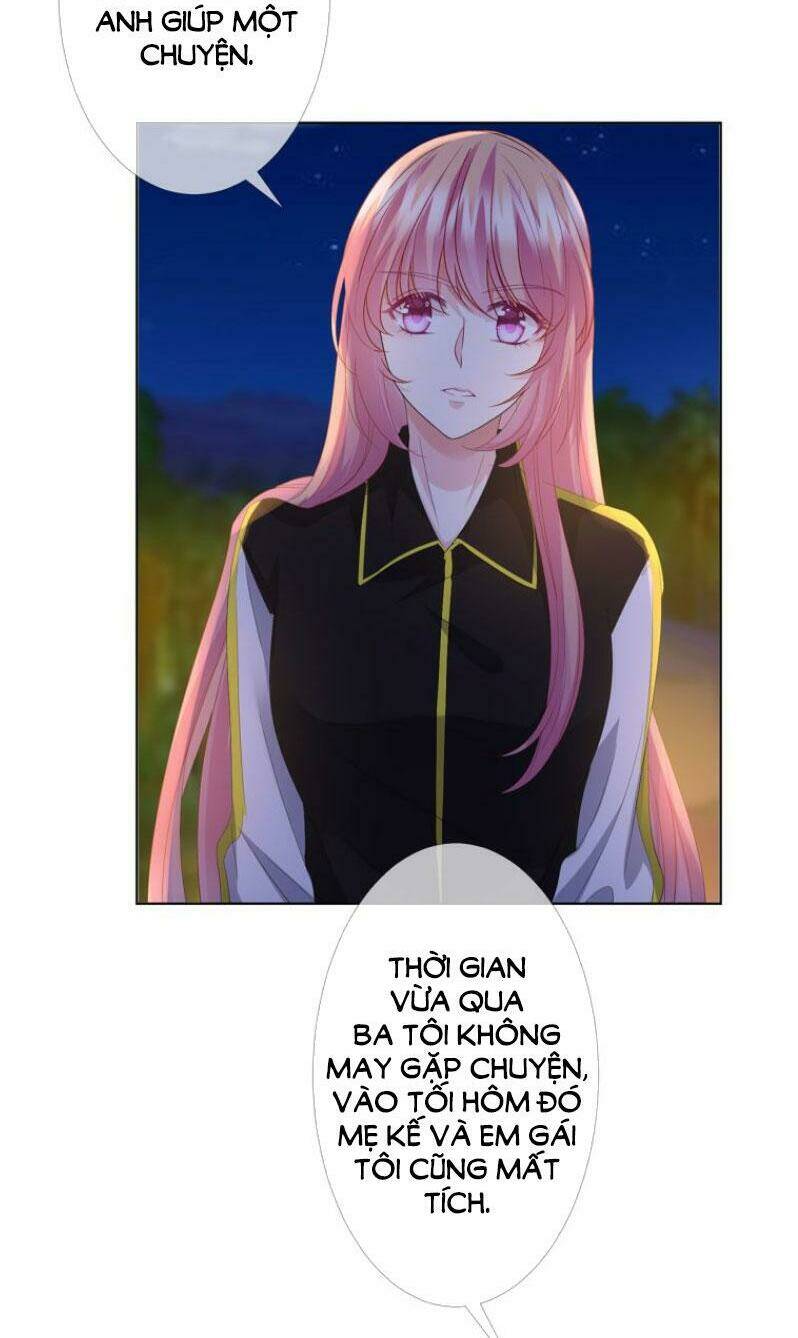 ANH GIÚP MỘT
CHUYỆN.
THỜI GIAN
VỪA QUA
BA TÔI KHÔNG
MAY GẶP CHUYỆN,
VÀO TỐI HÔM ĐÓ
MẸ KẾ VÀ EM GÁI
TÔI CŨNG MẤT
TÍCH.